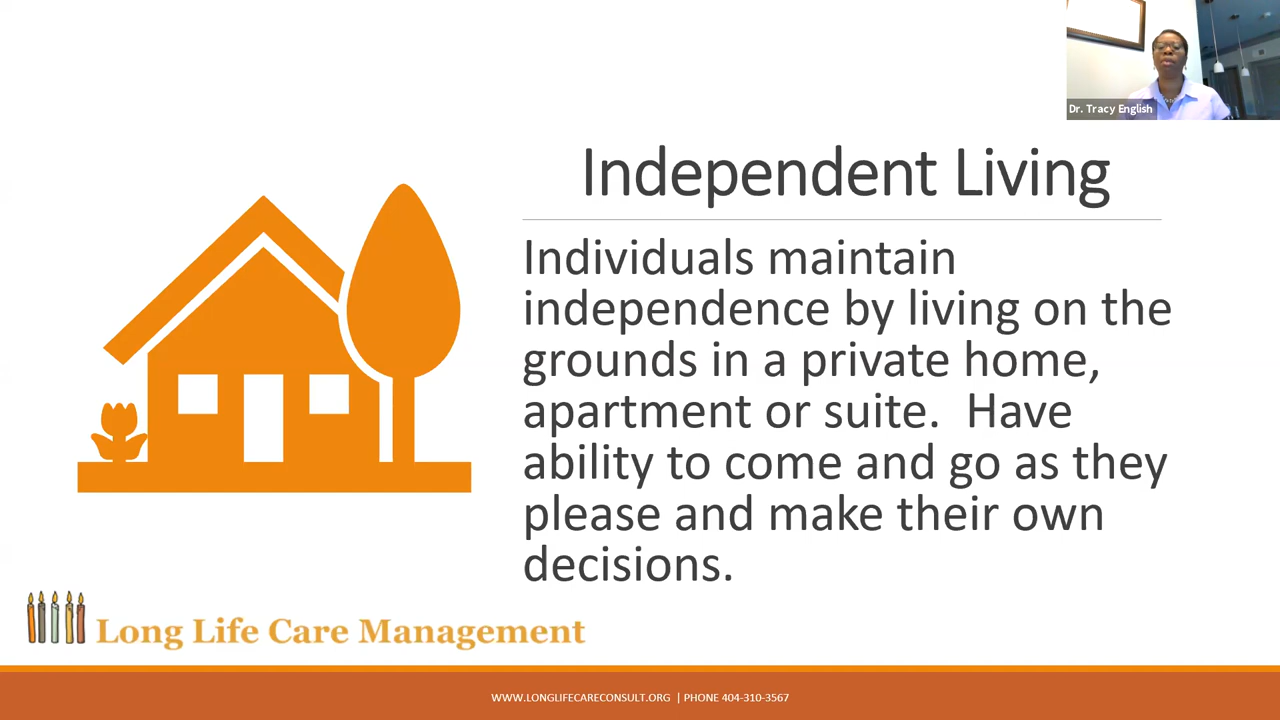 Dr. Tracy English
Independent Living
Individuals maintain
independence by living on the
grounds in a private home,
apartment or suite.  Have
ability to come and go as they
please and make their own
decisions.
Long Life Care Management
WWW.LONGLIFECARECONSULT.ORG | PHONE 404-310-3567